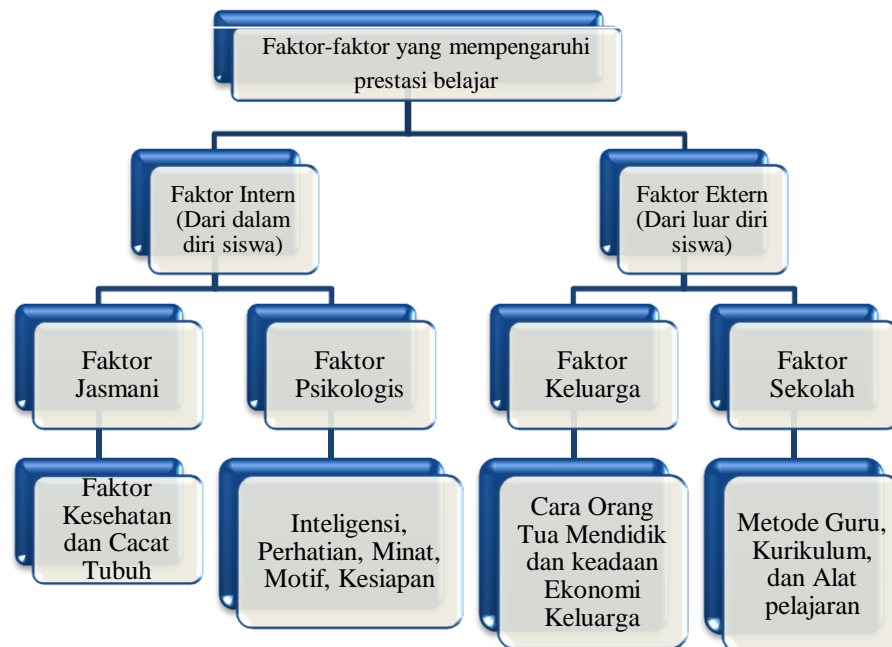 Faktor-faktor yang mempengaruhi
prestasi belajar
Faktor Intern
(Dari dalam
diri siswa)
Faktor Ektern
(Dari luar diri
siswa)
Faktor
Jasmani
Faktor
Psikologis
Faktor
Keluarga
Faktor
Sekolah
Faktor
Kesehatan
dan Cacat
Tubuh
Inteligensi,
Perhatian, Minat,
Motif, Kesiapan
Cara Orang
Tua Mendidik
dan keadaan
Ekonomi
Keluarga
Metode Guru,
Kurikulum,
dan Alat
pelajaran